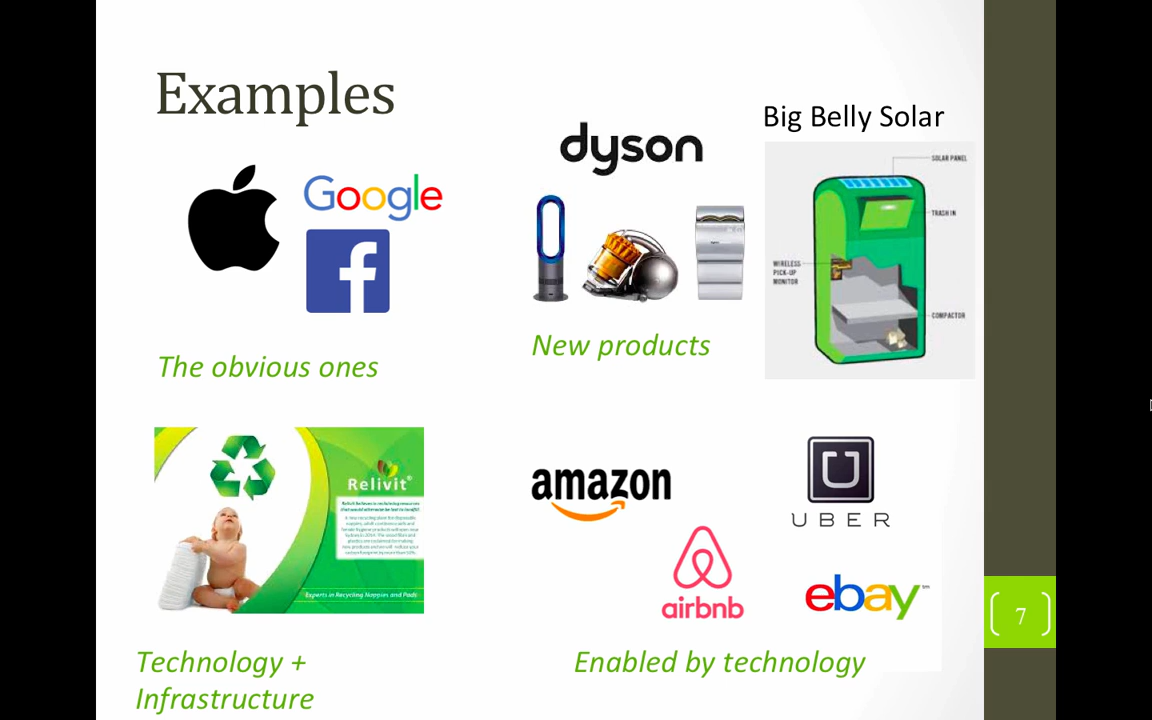 Examples
Google
The obvious ones
dyson
New products
Big Belly Solar
SOLAR PANEL
TRASH IN
WIRELESS
PICK-UP
MONITOR
COMPACTOR
Relivit®
Experts in Recycling Nappies and Pads
Technology +
Infrastructure
amazon
UBER
airbnb
ebay
Enabled by technology
7